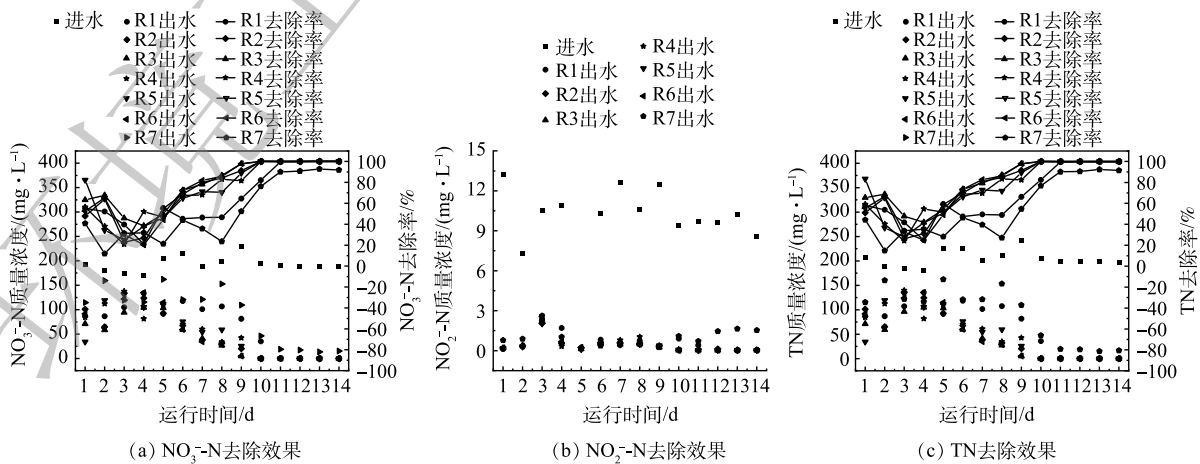 进水 R1出水 R1去除率
R2出水 R2去除率
R3出水 R3去除率
R4出水 R4去除率
R5出水 R5去除率
R6出水 R6去除率
R7出水 R7去除率
NO₃⁻-N质量浓度/(mg·L⁻¹)
400
350
300
250
200
150
100
50
0
100
80
60
40
20
0
−20
−40
−60
−80
−100
NO₃⁻-N去除率/%
1 2 3 4 5 6 7 8 9 10 11 12 13 14
运行时间/d
(a) NO₃⁻-N去除效果
进水 R4出水
R1出水 R5出水
R2出水 R6出水
R3出水 R7出水
NO₂⁻-N质量浓度/(mg·L⁻¹)
15
12
9
6
3
0
1 2 3 4 5 6 7 8 9 10 11 12 13 14
运行时间/d
(b) NO₂⁻-N去除效果
进水 R1出水 R1去除率
R2出水 R2去除率
R3出水 R3去除率
R4出水 R4去除率
R5出水 R5去除率
R6出水 R6去除率
R7出水 R7去除率
TN质量浓度/(mg·L⁻¹)
400
350
300
250
200
150
100
50
0
100
80
60
40
20
0
−20
−40
−60
−80
−100
TN去除率/%
1 2 3 4 5 6 7 8 9 10 11 12 13 14
运行时间/d
(c) TN去除效果